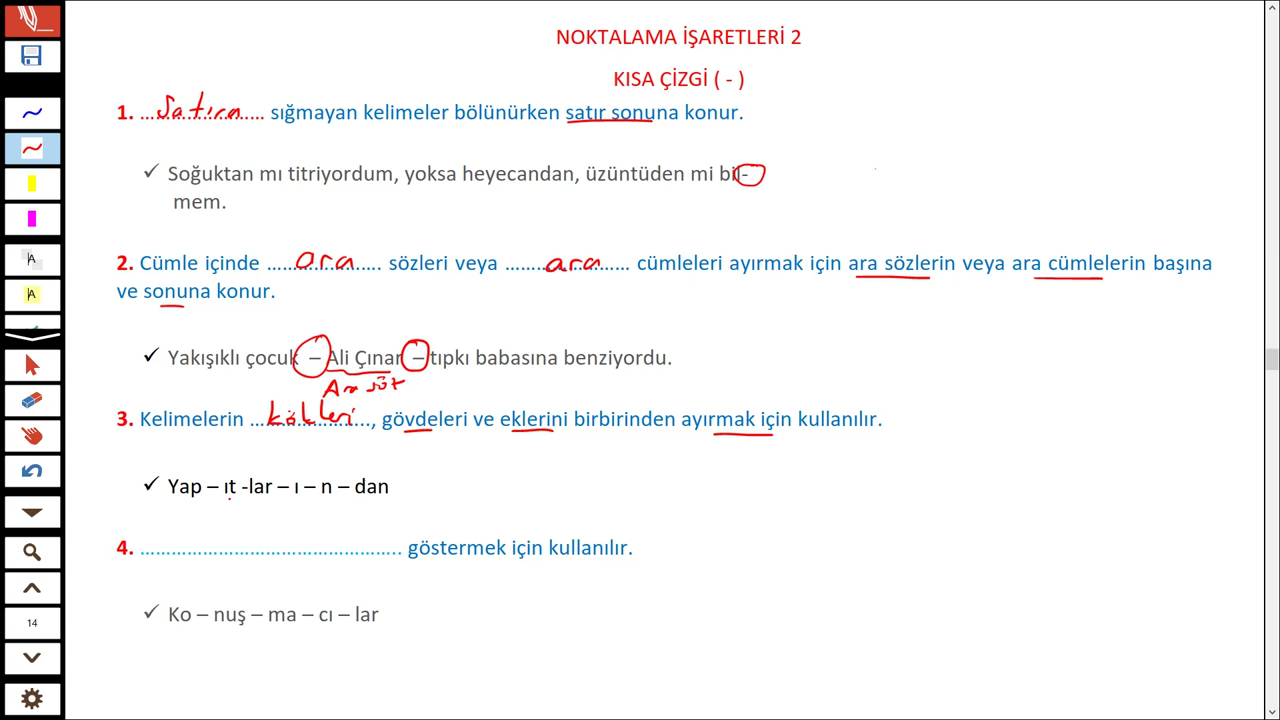 NOKTALAMA İŞARETLERİ 2
KISA ÇİZGİ ( - )
1. ...Satıra... sığmayan kelimeler bölünürken satır sonuna konur.
✓ Soğuktan mı titriyordum, yoksa heyecandan, üzüntüden mi bil-
mem.
2. Cümle içinde ...ara... sözleri veya ...ara... cümleleri ayırmak için ara sözlerin veya ara cümlelerin başına
ve sonuna konur.
✓ Yakışıklı çocuk – Ali Çınar – tıpkı babasına benziyordu.
Ara söz
3. Kelimelerin ...kökleri..., gövdeleri ve eklerini birbirinden ayırmak için kullanılır.
✓ Yap – ıt -lar – ı – n – dan
4. ………………………………………….. göstermek için kullanılır.
✓ Ko – nuş – ma – cı – lar
A
A
14